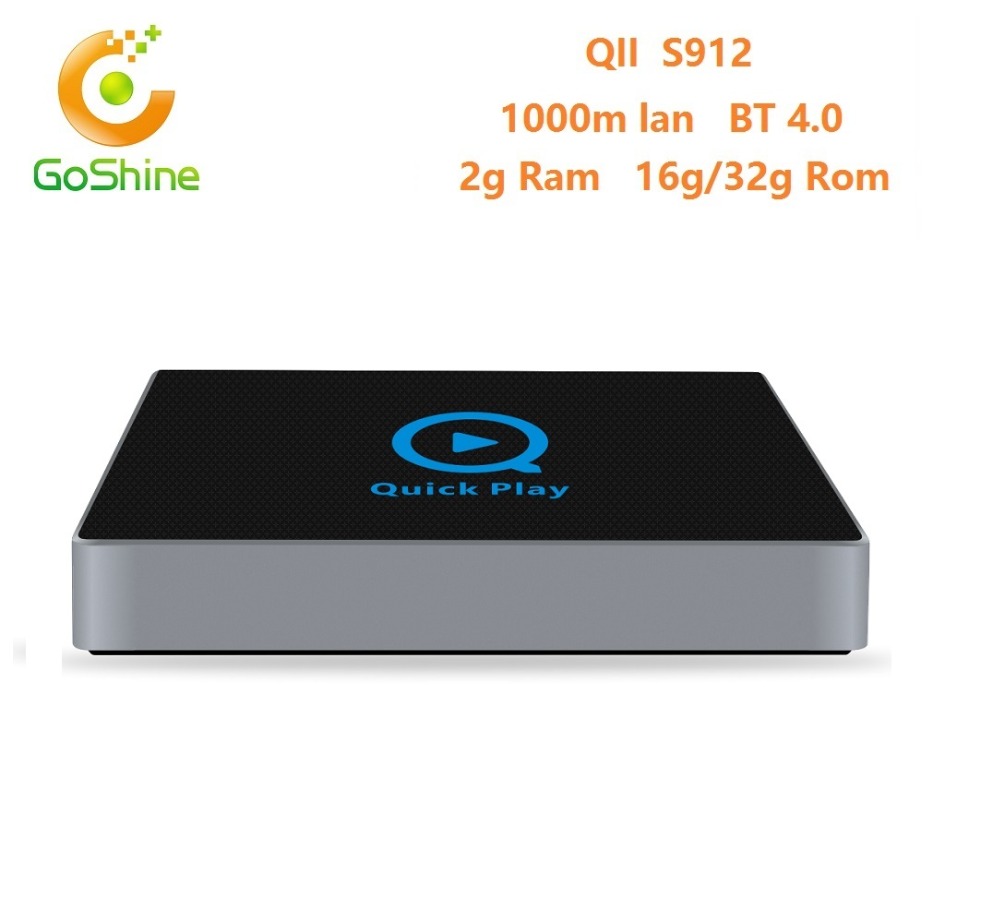 GoShine
QII S912
1000m lan BT 4.0
2g Ram 16g/32g Rom
Quick Play